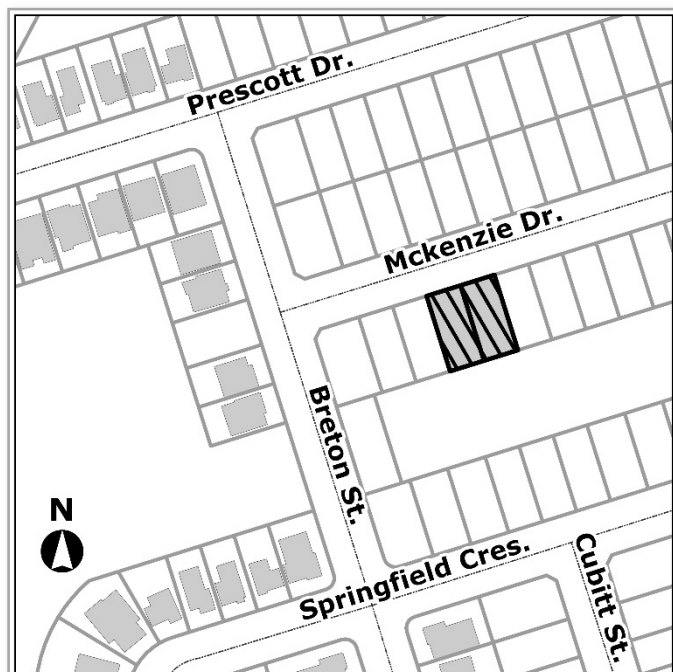 Prescott Dr.
Mckenzie Dr.
Breton St.
N
Springfield Cres.
Cubitt St.